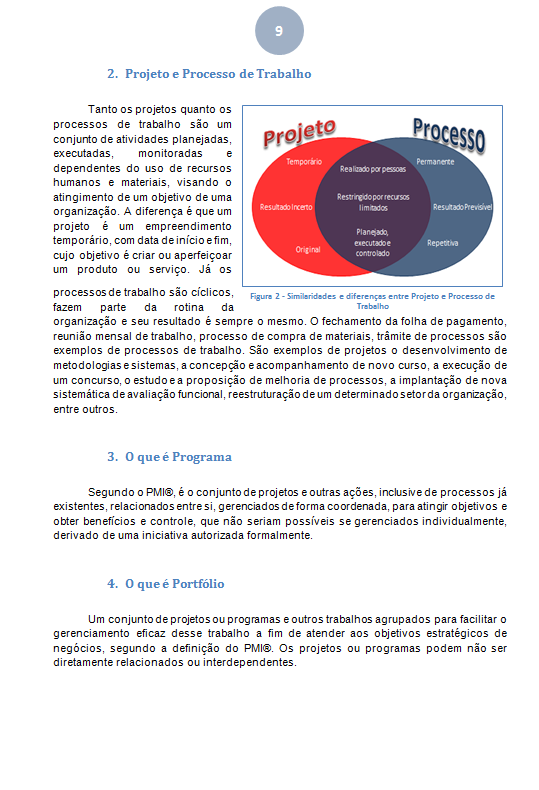 9
2. Projeto e Processo de Trabalho
Tanto os projetos quanto os
processos de trabalho são um
conjunto de atividades planejadas,
executadas, monitoradas e
dependentes do uso de recursos
humanos e materiais, visando o
atingimento de um objetivo de uma
organização. A diferença é que um
projeto é um empreendimento
temporário, com data de início e fim,
cujo objetivo é criar ou aperfeiçoar
um produto ou serviço. Já os
processos de trabalho são cíclicos,
fazem parte da rotina da
Projeto
Processo
Temporário
Resultado Incerto
Original
Realizado por pessoas
Restringido por recursos
limitados
Planejado,
executado e
controlado
Permanente
Resultado Previsível
Repetitiva
Figura 2 - Similaridades e diferenças entre Projeto e Processo de
Trabalho
organização e seu resultado é sempre o mesmo. O fechamento da folha de pagamento,
reunião mensal de trabalho, processo de compra de materiais, trâmite de processos são
exemplos de processos de trabalho. São exemplos de projetos o desenvolvimento de
metodologias e sistemas, a concepção e acompanhamento de novo curso, a execução de
um concurso, o estudo e a proposição de melhoria de processos, a implantação de nova
sistemática de avaliação funcional, reestruturação de um determinado setor da organização,
entre outros.
3. O que é Programa
Segundo o PMI®, é o conjunto de projetos e outras ações, inclusive de processos já
existentes, relacionados entre si, gerenciados de forma coordenada, para atingir objetivos e
obter benefícios e controle, que não seriam possíveis se gerenciados individualmente,
derivado de uma iniciativa autorizada formalmente.
4. O que é Portfólio
Um conjunto de projetos ou programas e outros trabalhos agrupados para facilitar o
gerenciamento eficaz desse trabalho a fim de atender aos objetivos estratégicos de
negócios, segundo a definição do PMI®. Os projetos ou programas podem não ser
diretamente relacionados ou interdependentes.